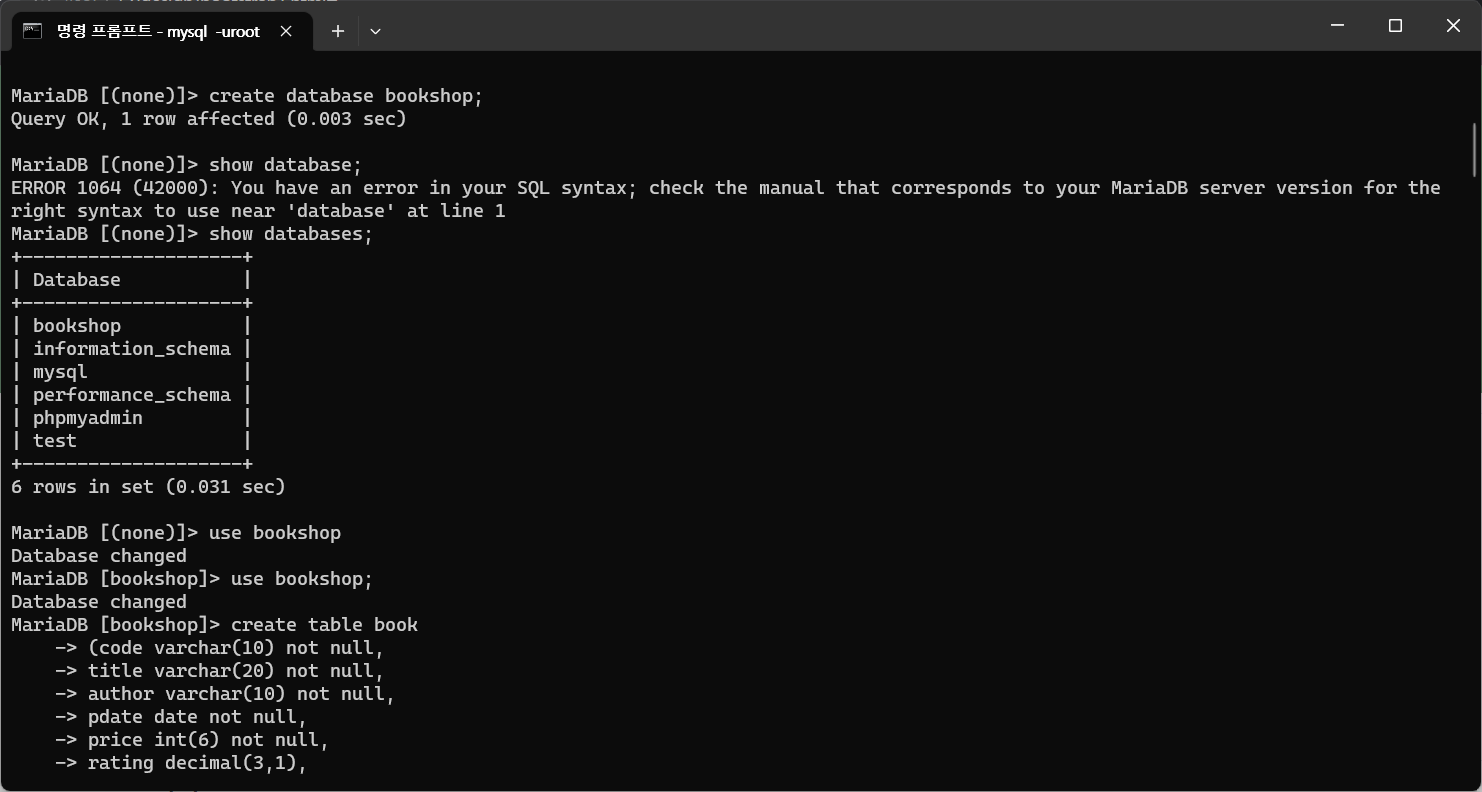 명령 프롬프트 - mysql  -uroot
MariaDB [(none)]> create database bookshop;
Query OK, 1 row affected (0.003 sec)
MariaDB [(none)]> show database;
ERROR 1064 (42000): You have an error in your SQL syntax; check the manual that corresponds to your MariaDB server version for the
right syntax to use near 'database' at line 1
MariaDB [(none)]> show databases;
+--------------------+
| Database           |
+--------------------+
| bookshop           |
| information_schema |
| mysql              |
| performance_schema |
| phpmyadmin         |
| test               |
+--------------------+
6 rows in set (0.031 sec)
MariaDB [(none)]> use bookshop
Database changed
MariaDB [bookshop]> use bookshop;
Database changed
MariaDB [bookshop]> create table book
    -> (code varchar(10) not null,
    -> title varchar(20) not null,
    -> author varchar(10) not null,
    -> pdate date not null,
    -> price int(6) not null,
    -> rating decimal(3,1),